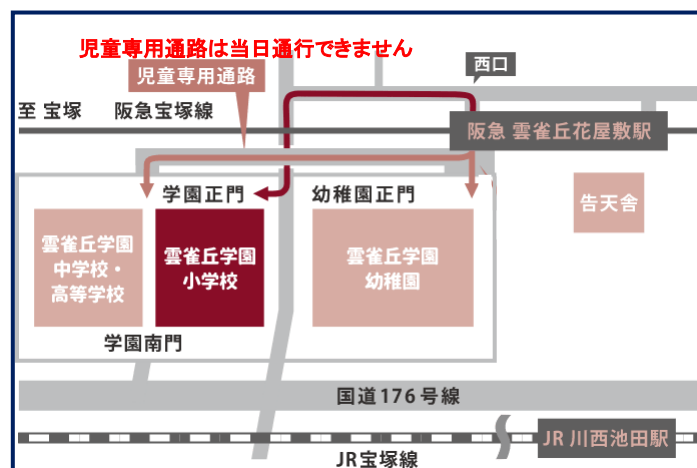 児童専用通路は当日通行できません
児童専用通路
西口
至 宝塚 阪急宝塚線
阪急 雲雀丘花屋敷駅
学園正門
幼稚園正門
告天舎
雲雀丘学園
中学校・
高等学校
雲雀丘学園
小学校
雲雀丘学園
幼稚園
学園南門
国道176号線
JR 川西池田駅
JR宝塚線